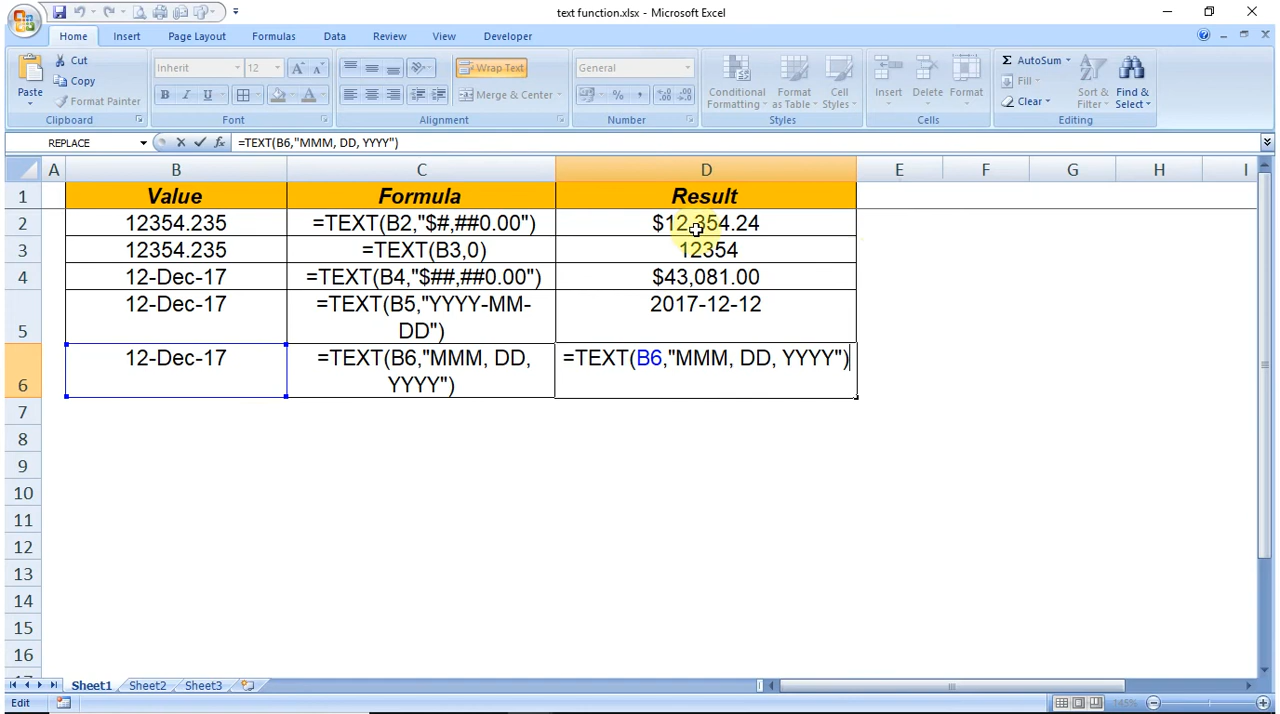 text function.xlsx - Microsoft Excel
Home Insert Page Layout Formulas Data Review View Developer
Paste Cut Copy Format Painter
Inherit 12 B I U A
Wrap Text Merge & Center
General % ,
Conditional Formatting Format as Table Cell Styles
Insert Delete Format
Σ AutoSum Fill Clear Sort & Filter Find & Select
Clipboard Font Alignment Number Styles Cells Editing
REPLACE fx =TEXT(B6,"MMM, DD, YYYY")
A B C D E F G H I
1 Value Formula Result
2 12354.235 =TEXT(B2,"$#,##0.00") $12,354.24
3 12354.235 =TEXT(B3,0) 12354
4 12-Dec-17 =TEXT(B4,"$##,##0.00") $43,081.00
5 12-Dec-17 =TEXT(B5,"YYYY-MM-DD") 2017-12-12
6 12-Dec-17 =TEXT(B6,"MMM, DD, YYYY") =TEXT(B6,"MMM, DD, YYYY")
7
8
9
10
11
12
13
14
15
16
17
Sheet1 Sheet2 Sheet3
Edit 145%